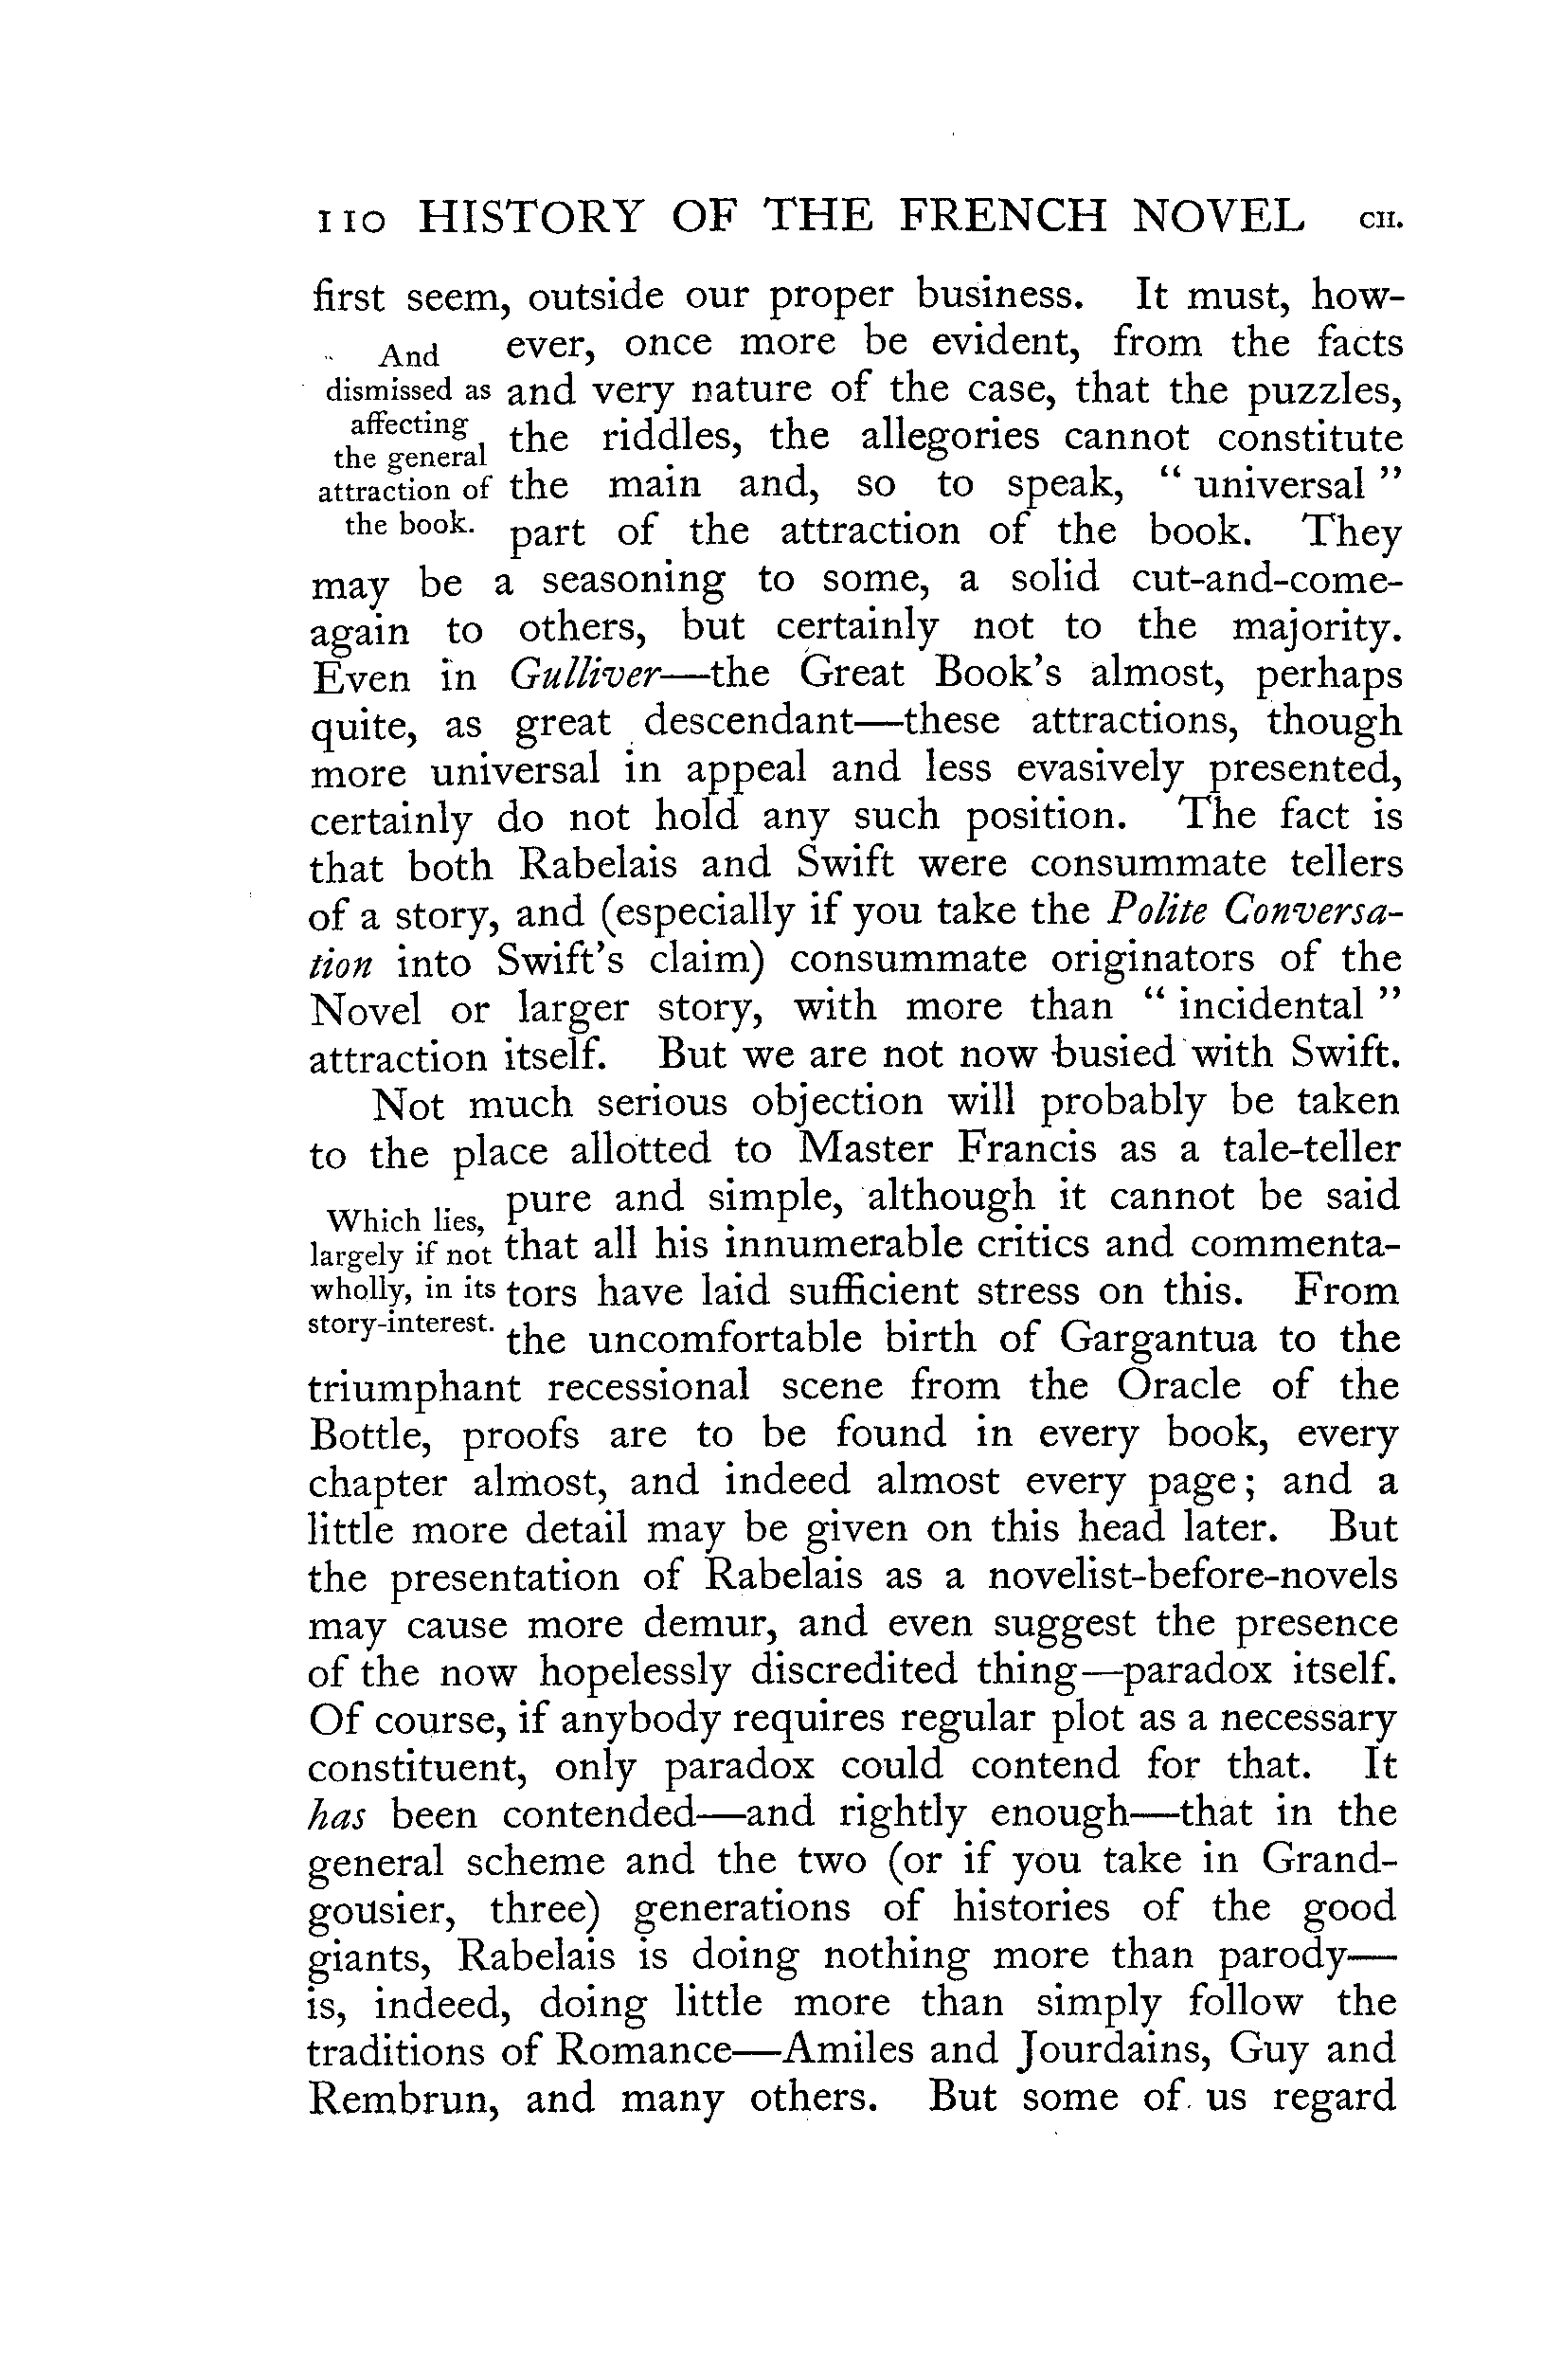 110 HISTORY OF THE FRENCH NOVEL CH.
first seem, outside our proper business. It must, how-
And
dismissed as
affecting
the general
attraction of
the book.
ever, once more be evident, from the facts
and very nature of the case, that the puzzles,
the riddles, the allegories cannot constitute
the main and, so to speak, “ universal ”
part of the attraction of the book. They
may be a seasoning to some, a solid cut-and-come-
again to others, but certainly not to the majority.
Even in Gulliver—the Great Book’s almost, perhaps
quite, as great descendant—these attractions, though
more universal in appeal and less evasively presented,
certainly do not hold any such position. The fact is
that both Rabelais and Swift were consummate tellers
of a story, and (especially if you take the Polite Conversa-
tion into Swift’s claim) consummate originators of the
Novel or larger story, with more than “ incidental ”
attraction itself. But we are not now busied with Swift.
Not much serious objection will probably be taken
to the place allotted to Master Francis as a tale-teller
Which lies,
largely if not
wholly, in its
story-interest.
pure and simple, although it cannot be said
that all his innumerable critics and commenta-
tors have laid sufficient stress on this. From
the uncomfortable birth of Gargantua to the
triumphant recessional scene from the Oracle of the
Bottle, proofs are to be found in every book, every
chapter almost, and indeed almost every page; and a
little more detail may be given on this head later. But
the presentation of Rabelais as a novelist-before-novels
may cause more demur, and even suggest the presence
of the now hopelessly discredited thing—paradox itself.
Of course, if anybody requires regular plot as a necessary
constituent, only paradox could contend for that. It
has been contended—and rightly enough—that in the
general scheme and the two (or if you take in Grand-
gousier, three) generations of histories of the good
giants, Rabelais is doing nothing more than parody—
is, indeed, doing little more than simply follow the
traditions of Romance—Amiles and Jourdains, Guy and
Rembrun, and many others. But some of us regard